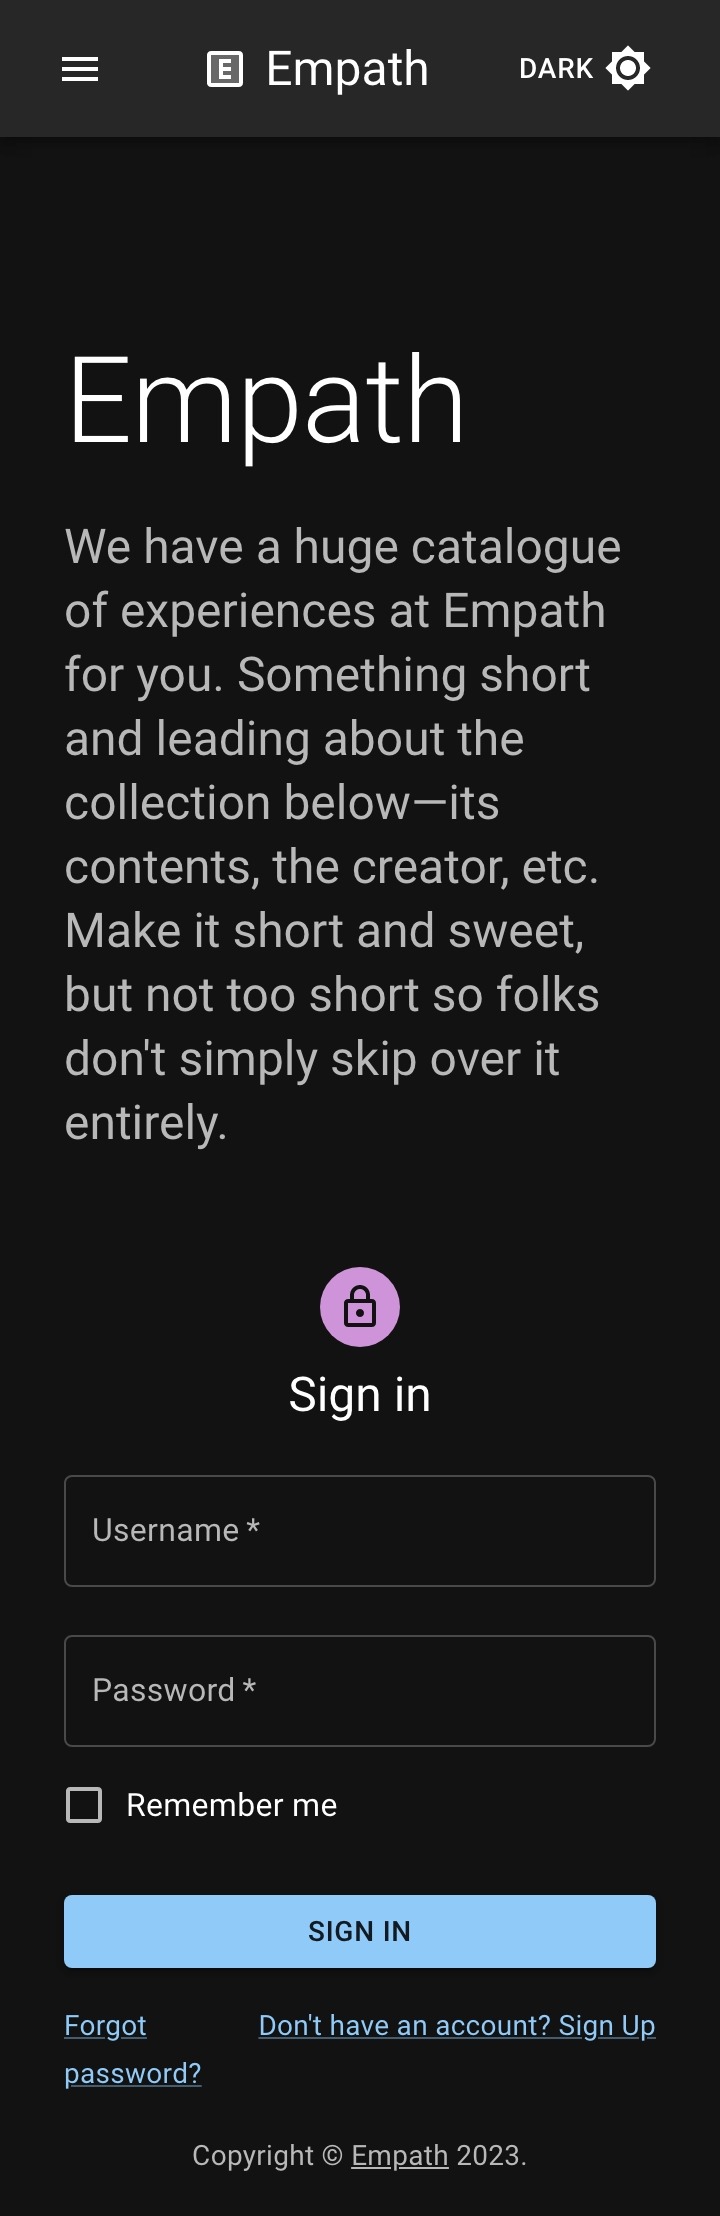 E Empath DARK
Empath
We have a huge catalogue
of experiences at Empath
for you. Something short
and leading about the
collection below—its
contents, the creator, etc.
Make it short and sweet,
but not too short so folks
don't simply skip over it
entirely.
Sign in
Username *
Password *
Remember me
SIGN IN
Forgot
password?
Don't have an account? Sign Up
Copyright © Empath 2023.